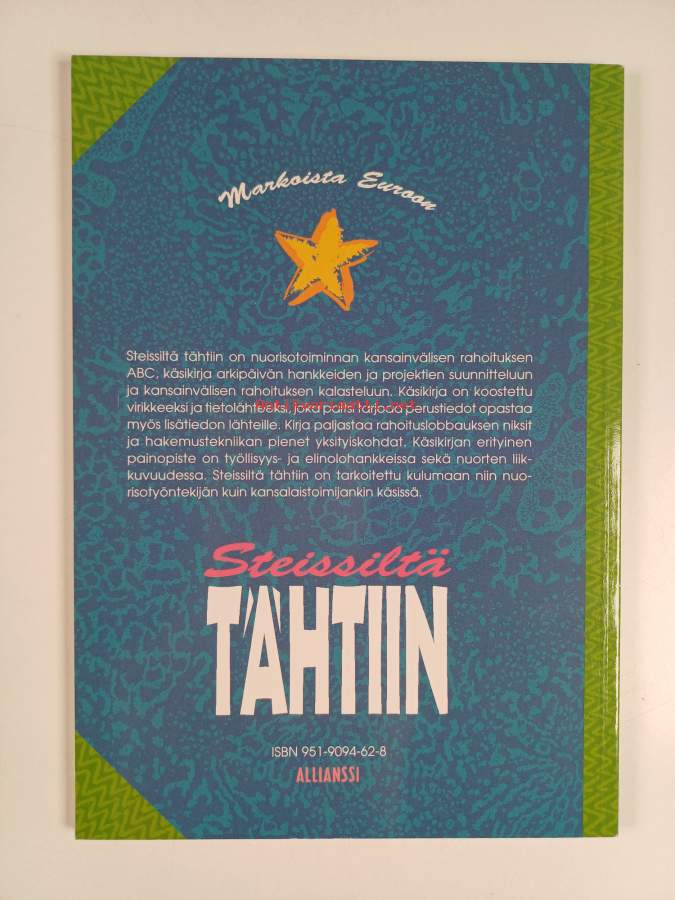 Markoista Euroon
Steissiltä tähtiin on nuorisotoiminnan kansainvälisen rahoituksen
ABC, käsikirja arkipäivän hankkeiden ja projektien suunnitteluun
ja kansainvälisen rahoituksen kalasteluun. Käsikirja on koostettu
virikkeeksi ja tietolähteeksi, joka paitsi tarjoaa perustiedot opastaa
myös lisätiedon lähteille. Kirja paljastaa rahoituslobbauksen niksit
ja hakemustekniikan pienet yksityiskohdat. Käsikirjan erityinen
painopiste on työllisyys- ja elinolohankkeissa sekä nuorten liik-
kuvuudessa. Steissiltä tähtiin on tarkoitettu kulumaan niin nuo-
risotyöntekijän kuin kansalaistoimijankin käsissä.
Steissiltä
TÄHTIIN
ISBN 951-9094-62-8
ALLIANSSI